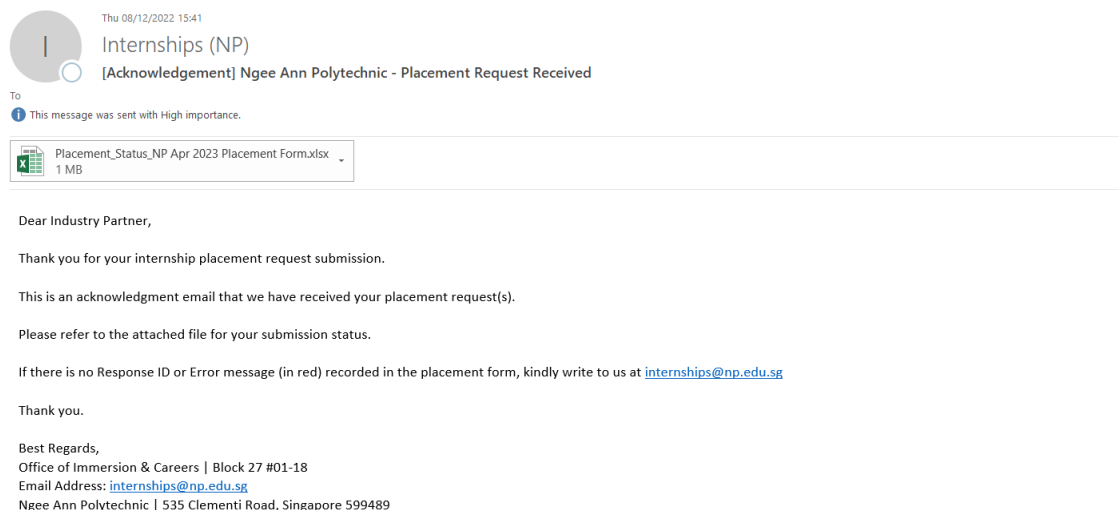 Thu 08/12/2022 15:41
I
Internships (NP)
[Acknowledgement] Ngee Ann Polytechnic - Placement Request Received
To
i This message was sent with High importance.
Placement_Status_NP Apr 2023 Placement Form.xlsx
1 MB
Dear Industry Partner,
Thank you for your internship placement request submission.
This is an acknowledgment email that we have received your placement request(s).
Please refer to the attached file for your submission status.
If there is no Response ID or Error message (in red) recorded in the placement form, kindly write to us at internships@np.edu.sg
Thank you.
Best Regards,
Office of Immersion & Careers | Block 27 #01-18
Email Address: internships@np.edu.sg
Ngee Ann Polytechnic | 535 Clementi Road, Singapore 599489